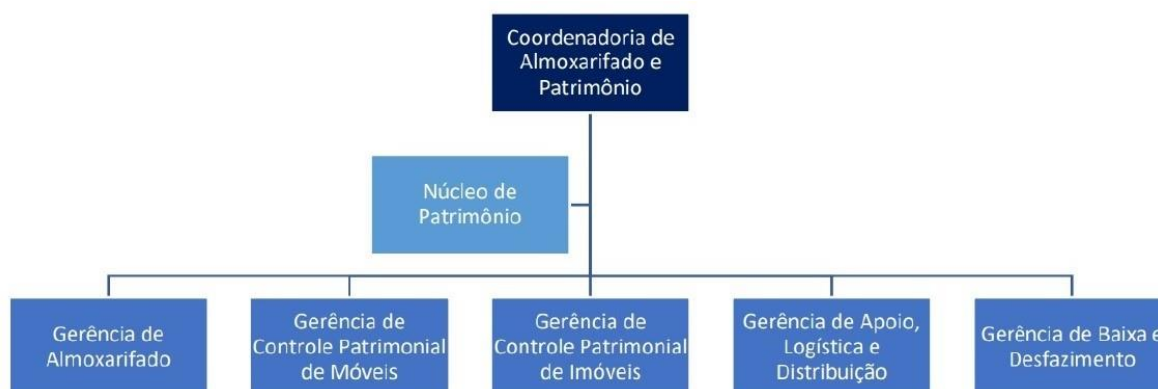 Coordenadoria de
Almoxarifado e
Patrimônio
Núcleo de
Patrimônio
Gerência de
Almoxarifado
Gerência de
Controle Patrimonial
de Móveis
Gerência de
Controle Patrimonial
de Imóveis
Gerência de Apoio,
Logística e
Distribuição
Gerência de Baixa e
Desfazimento